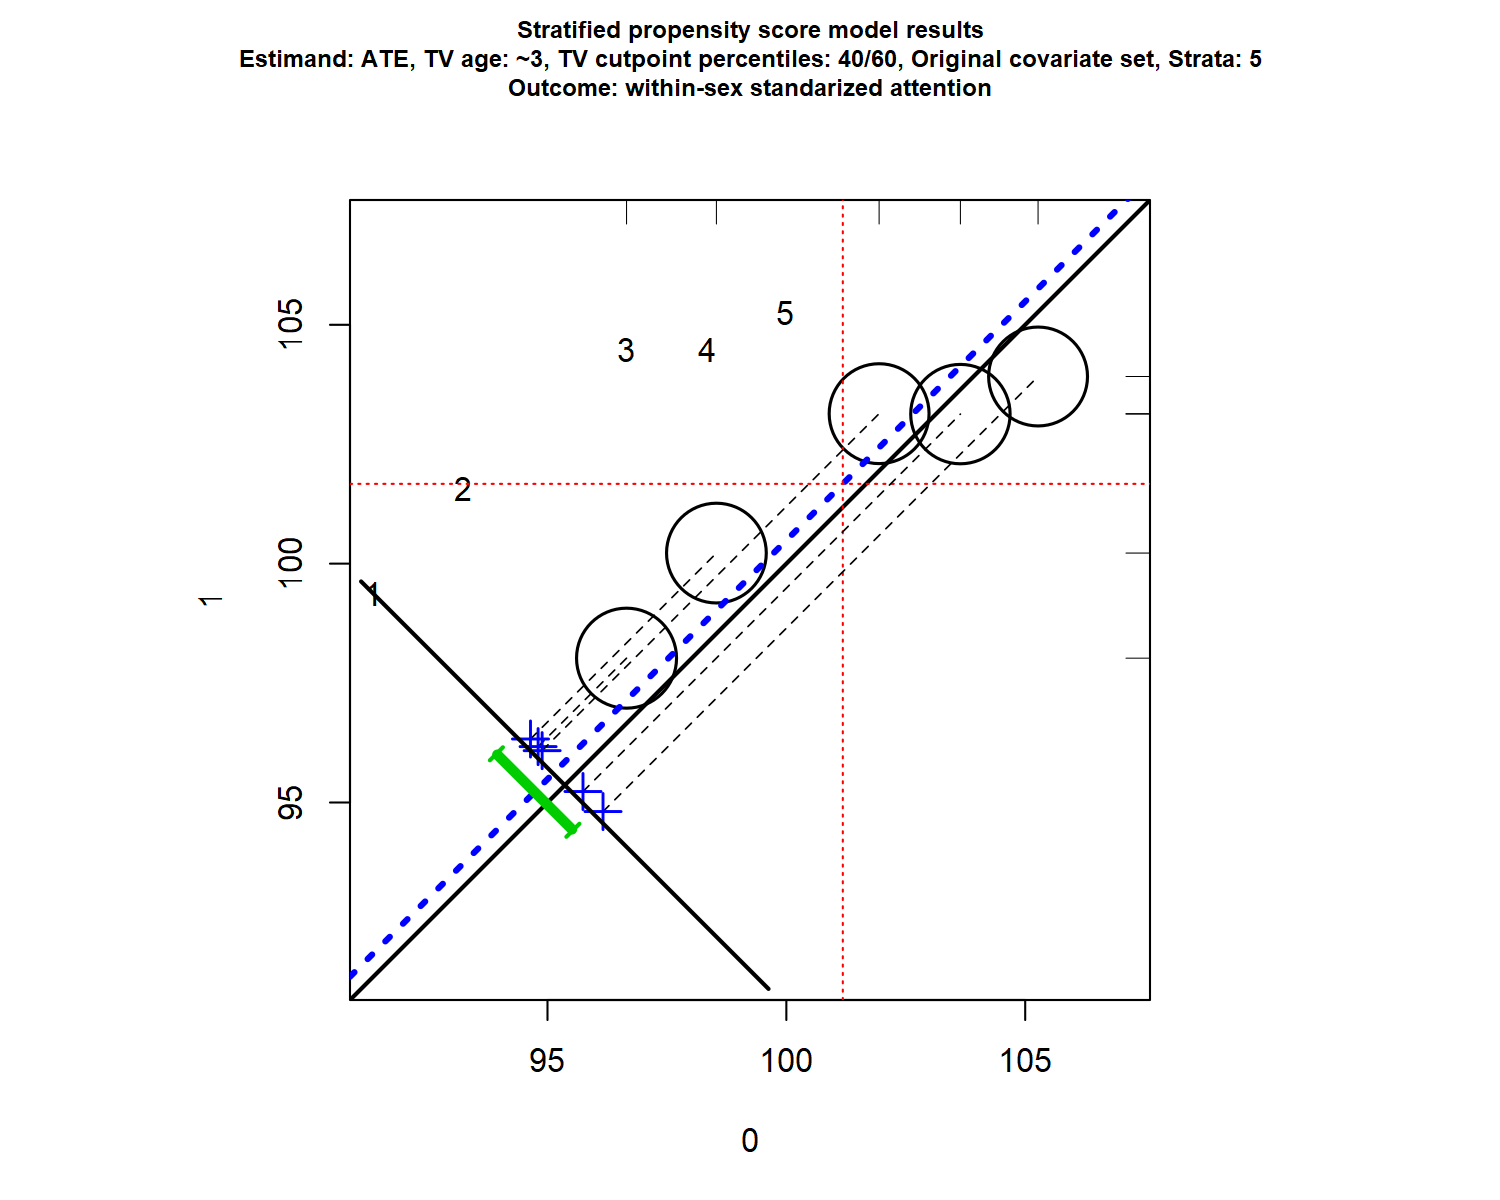 Stratified propensity score model results
Estimand: ATE, TV age: ~3, TV cutpoint percentiles: 40/60, Original covariate set, Strata: 5
Outcome: within-sex standarized attention
105
5
3 4
2
100
1
1
95
95 100 105
0